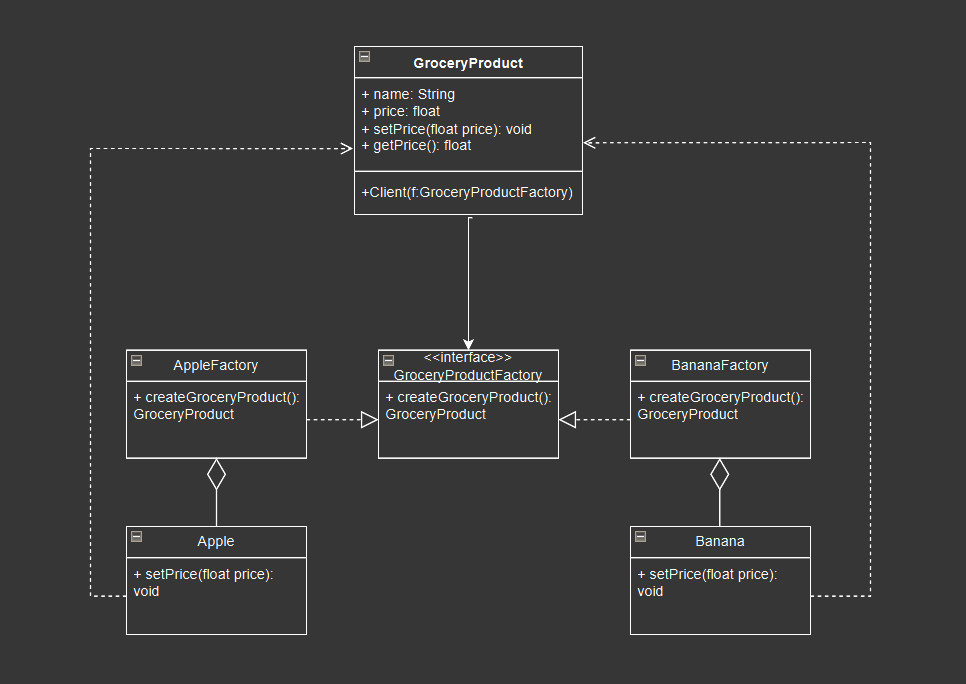 GroceryProduct
+ name: String
+ price: float
+ setPrice(float price): void
+ getPrice(): float
+Client(f:GroceryProductFactory)
AppleFactory
+ createGroceryProduct():
GroceryProduct
<<interface>>
GroceryProductFactory
+ createGroceryProduct():
GroceryProduct
BananaFactory
+ createGroceryProduct():
GroceryProduct
Apple
+ setPrice(float price):
void
Banana
+ setPrice(float price):
void